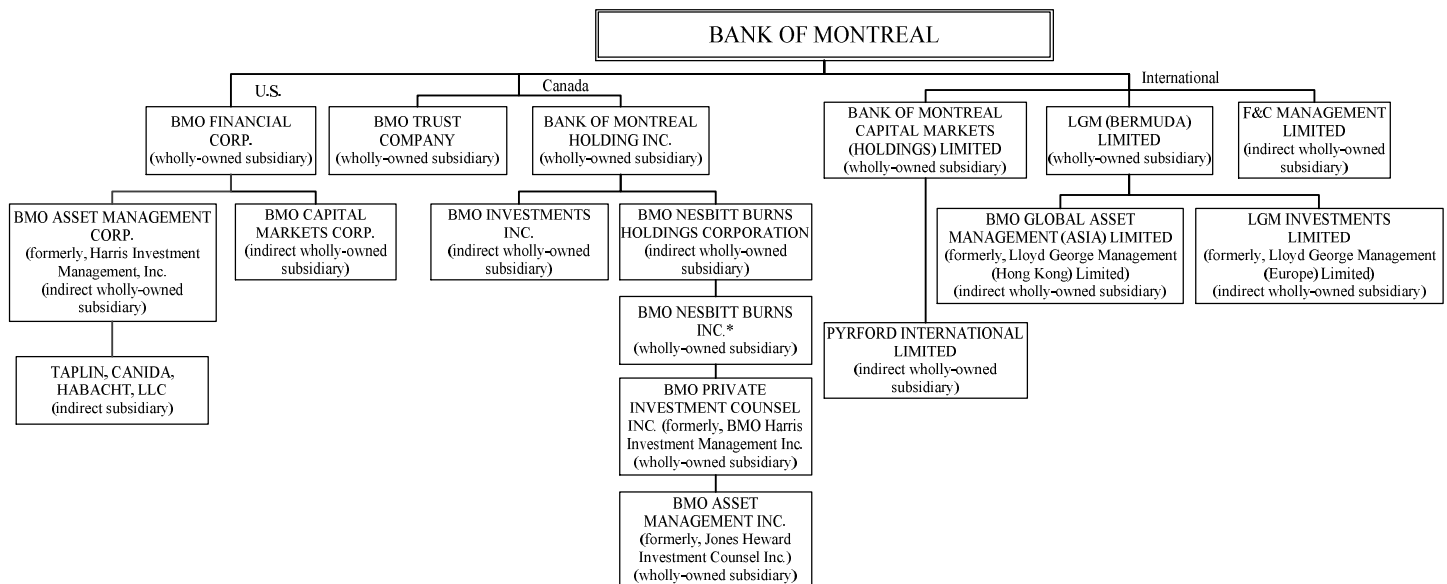 BANK OF MONTREAL
U.S.
Canada
International
BMO FINANCIAL
CORP.
(wholly-owned subsidiary)
BMO TRUST
COMPANY
(wholly-owned subsidiary)
BANK OF MONTREAL
HOLDING INC.
(wholly-owned subsidiary)
BANK OF MONTREAL
CAPITAL MARKETS
(HOLDINGS) LIMITED
(wholly-owned subsidiary)
LGM (BERMUDA)
LIMITED
(wholly-owned subsidiary)
F&C MANAGEMENT
LIMITED
(indirect wholly-owned
subsidiary)
BMO ASSET MANAGEMENT
CORP.
(formerly, Harris Investment
Management, Inc.
(indirect wholly-owned
subsidiary)
BMO CAPITAL
MARKETS CORP.
(indirect wholly-owned
subsidiary)
BMO INVESTMENTS
INC.
(indirect wholly-owned
subsidiary)
BMO NESBITT BURNS
HOLDINGS CORPORATION
(indirect wholly-owned
subsidiary)
BMO GLOBAL ASSET
MANAGEMENT (ASIA) LIMITED
(formerly, Lloyd George Management
(Hong Kong) Limited)
(indirect wholly-owned subsidiary)
LGM INVESTMENTS
LIMITED
(formerly, Lloyd George Management
(Europe) Limited)
(indirect wholly-owned subsidiary)
BMO NESBITT BURNS
INC.*
(wholly-owned subsidiary)
PYRFORD INTERNATIONAL
LIMITED
(indirect wholly-owned
subsidiary)
TAPLIN, CANIDA,
HABACHT, LLC
(indirect subsidiary)
BMO PRIVATE
INVESTMENT COUNSEL
INC. (formerly, BMO Harris
Investment Management Inc.
(wholly-owned subsidiary)
BMO ASSET
MANAGEMENT INC.
(formerly, Jones Heward
Investment Counsel Inc.)
(wholly-owned subsidiary)